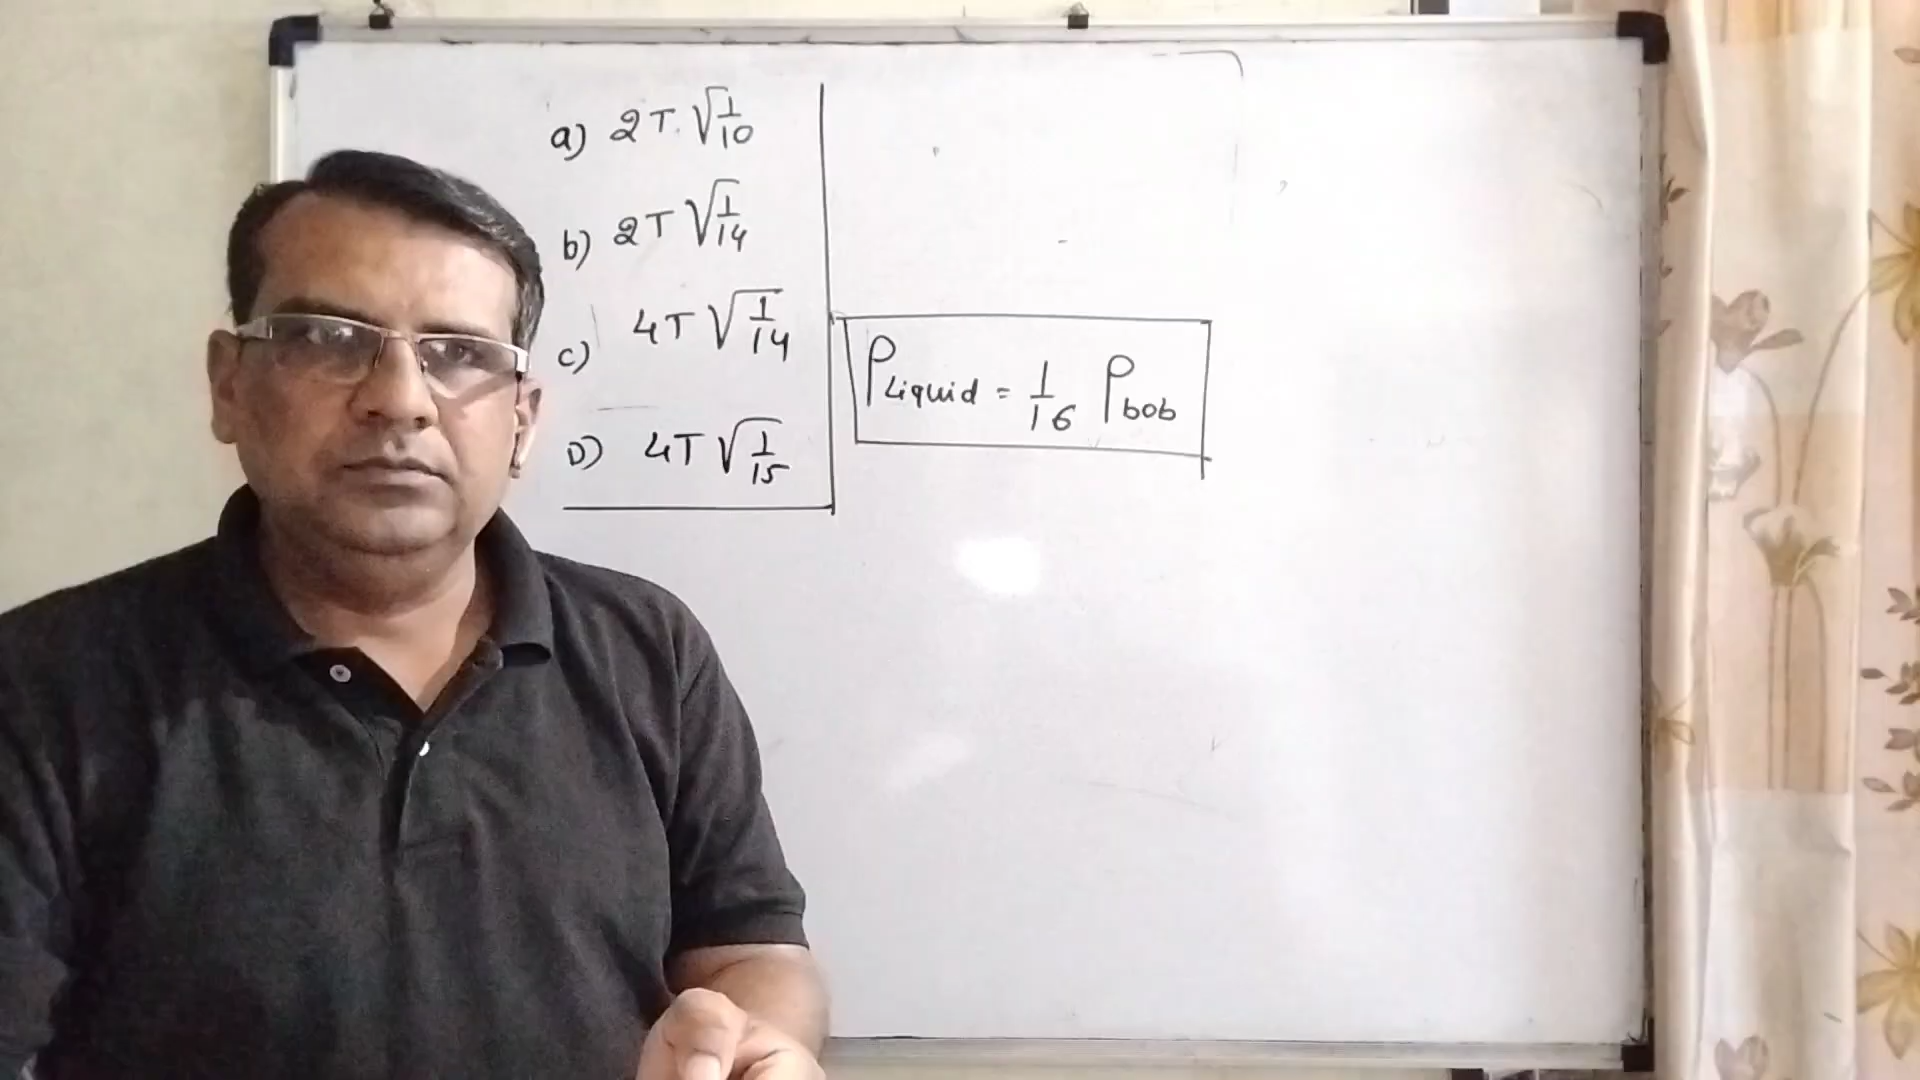 a) 2T √1/10
b) 2T √1/14
c) 4T √1/14
D) 4T √1/15
ρLiquid = 1/16 ρbob